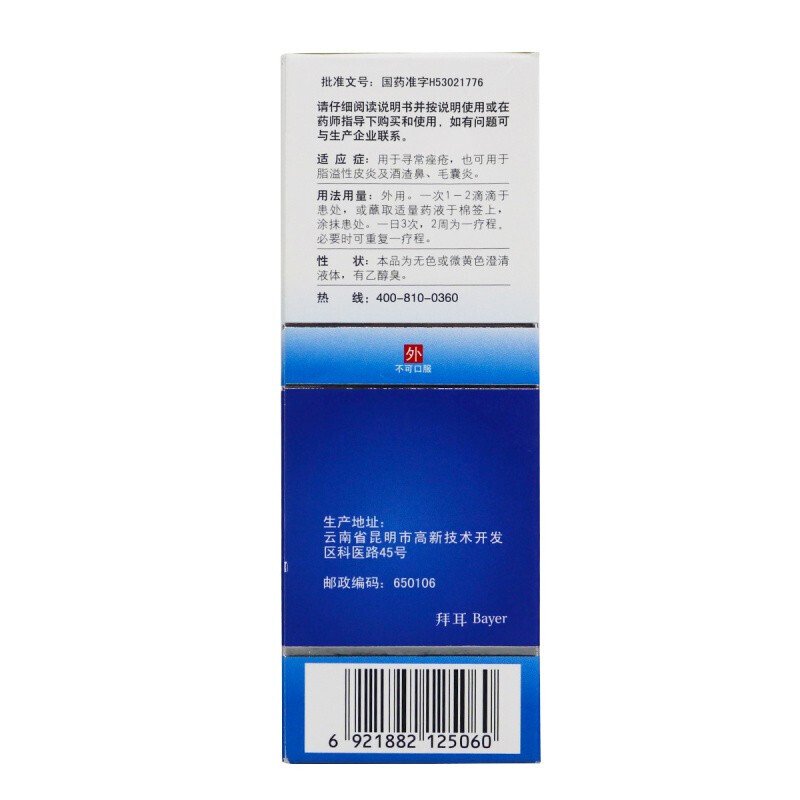 批准文号：国药准字H53021776
请仔细阅读说明书并按说明使用或在
药师指导下购买和使用，如有问题可
与生产企业联系。
适应症：用于寻常痤疮，也可用于
脂溢性皮炎及酒渣鼻、毛囊炎。
用法用量：外用。一次1－2滴滴于
患处，或蘸取适量药液于棉签上，
涂抹患处。一日3次，2周为一疗程，
必要时可重复一疗程。
性状：本品为无色或微黄色澄清
液体，有乙醇臭。
热线：400-810-0360
外
不可口服
生产地址：
云南省昆明市高新技术开发
区科医路45号
邮政编码：650106
拜耳 Bayer
6 921882 125060